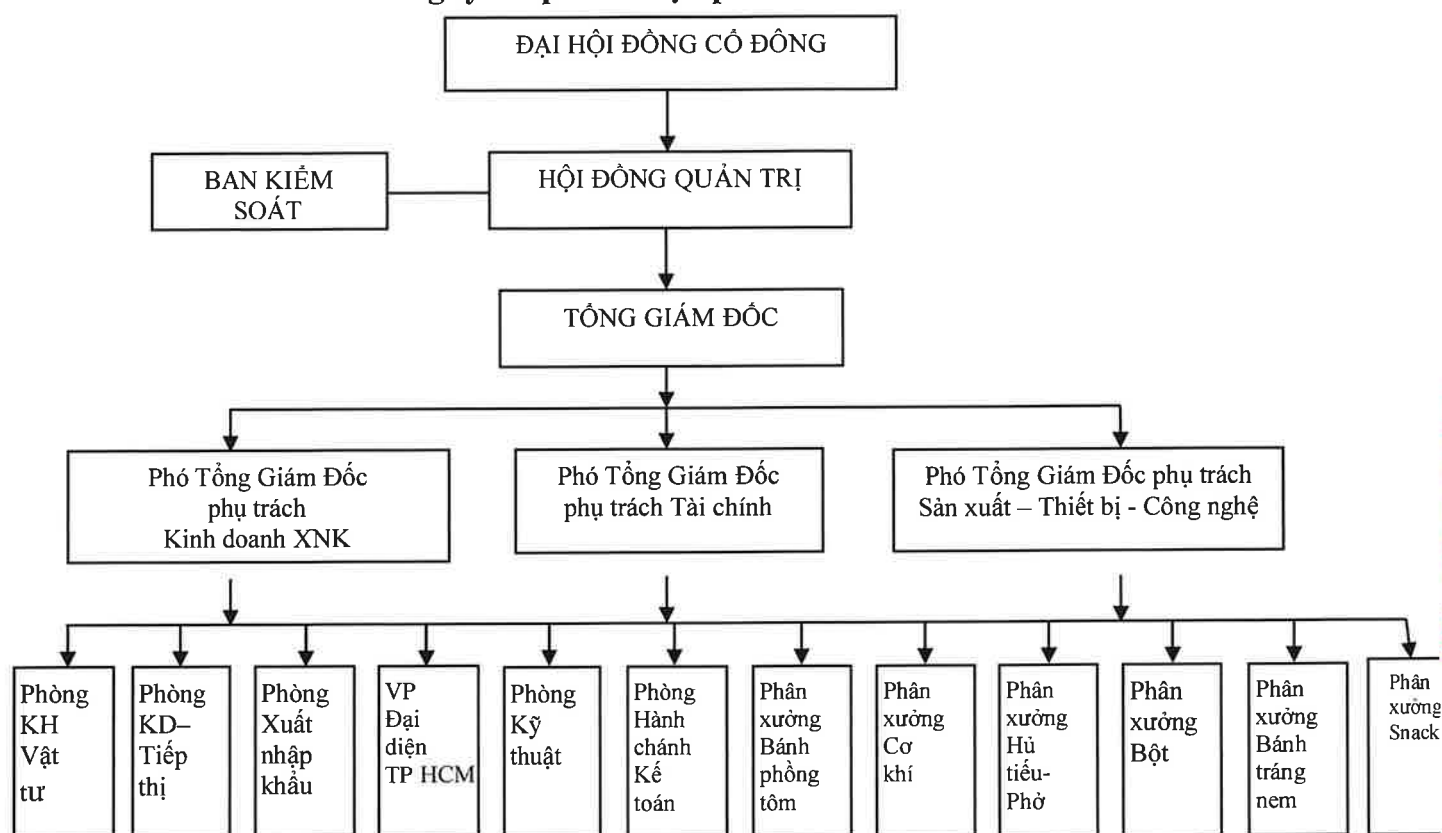 ĐẠI HỘI ĐỒNG CỔ ĐÔNG
BAN KIỂM
SOÁT
HỘI ĐỒNG QUẢN TRỊ
TỔNG GIÁM ĐỐC
Phó Tổng Giám Đốc
phụ trách
Kinh doanh XNK
Phó Tổng Giám Đốc
phụ trách Tài chính
Phó Tổng Giám Đốc phụ trách
Sản xuất – Thiết bị - Công nghệ
Phòng
KH
Vật
tư
Phòng
KD–
Tiếp
thị
Phòng
Xuất
nhập
khẩu
VP
Đại
diện
TP HCM
Phòng
Kỹ
thuật
Phòng
Hành
chánh
Kế
toán
Phân
xưởng
Bánh
phồng
tôm
Phân
xưởng
Cơ
khí
Phân
xưởng
Hủ
tiếu-
Phở
Phân
xưởng
Bột
Phân
xưởng
Bánh
tráng
nem
Phân
xưởng
Snack